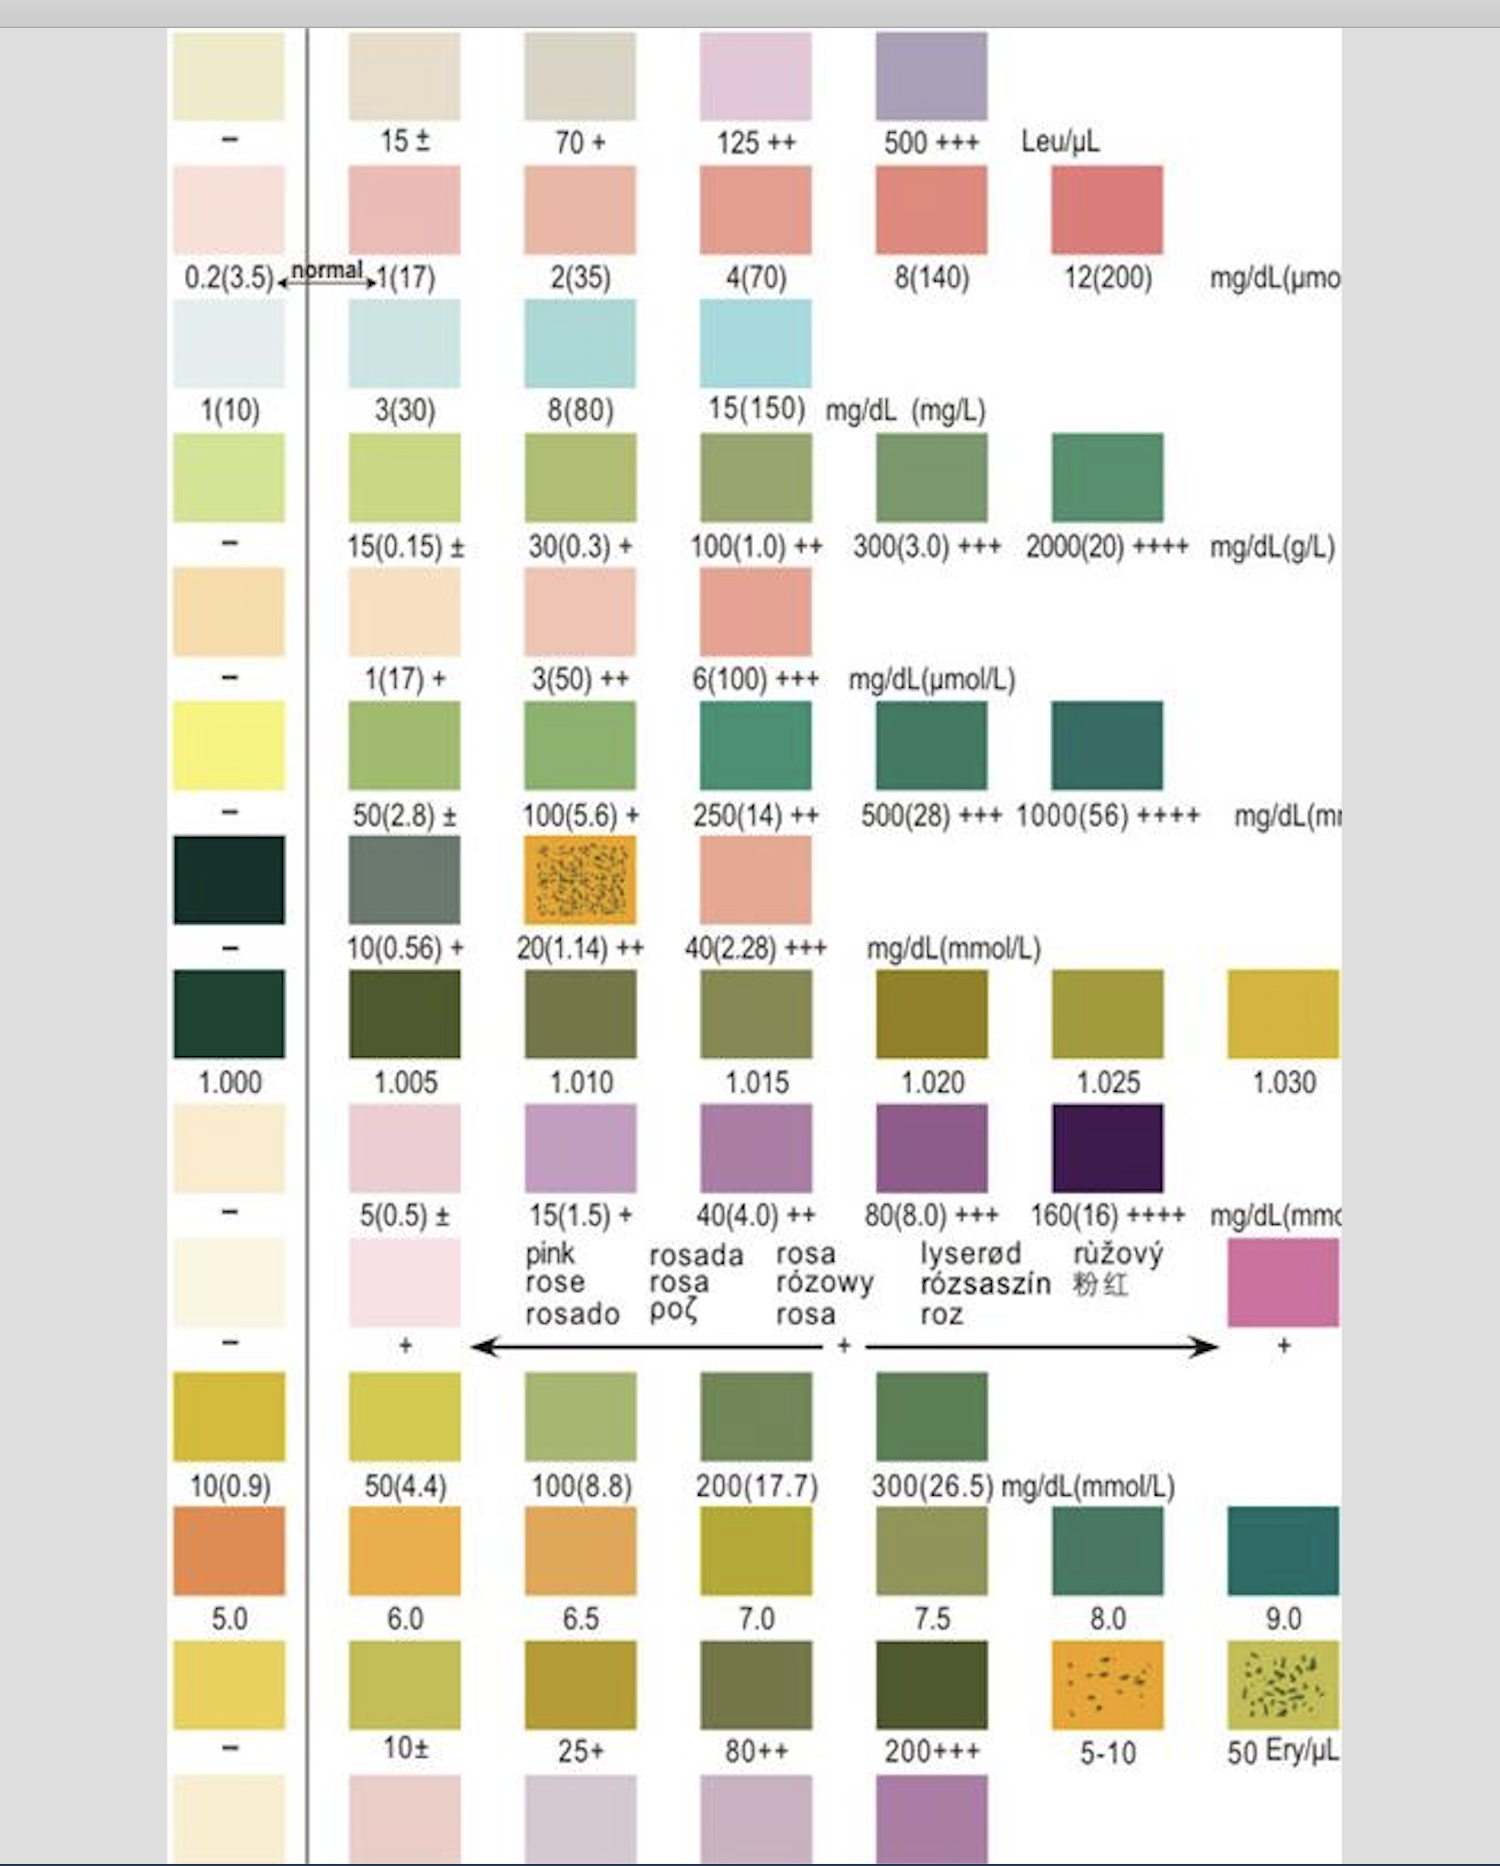 − 15 ± 70 + 125 ++ 500 +++ Leu/µL
0.2(3.5) normal 1(17) 2(35) 4(70) 8(140) 12(200) mg/dL(µmo
1(10) 3(30) 8(80) 15(150) mg/dL (mg/L)
− 15(0.15) ± 30(0.3) + 100(1.0) ++ 300(3.0) +++ 2000(20) ++++ mg/dL(g/L)
− 1(17) + 3(50) ++ 6(100) +++ mg/dL(µmol/L)
− 50(2.8) ± 100(5.6) + 250(14) ++ 500(28) +++ 1000(56) ++++ mg/dL(m
− 10(0.56) + 20(1.14) ++ 40(2.28) +++ mg/dL(mmol/L)
1.000 1.005 1.010 1.015 1.020 1.025 1.030
− 5(0.5) ± 15(1.5) + 40(4.0) ++ 80(8.0) +++ 160(16) ++++ mg/dL(mmo
pink rosada rosa lyserød rùžový
rose rosa rózowy rózsaszín 粉红
rosado ροζ rosa roz
− + + +
10(0.9) 50(4.4) 100(8.8) 200(17.7) 300(26.5) mg/dL(mmol/L)
5.0 6.0 6.5 7.0 7.5 8.0 9.0
− 10± 25+ 80++ 200+++ 5-10 50 Ery/µL